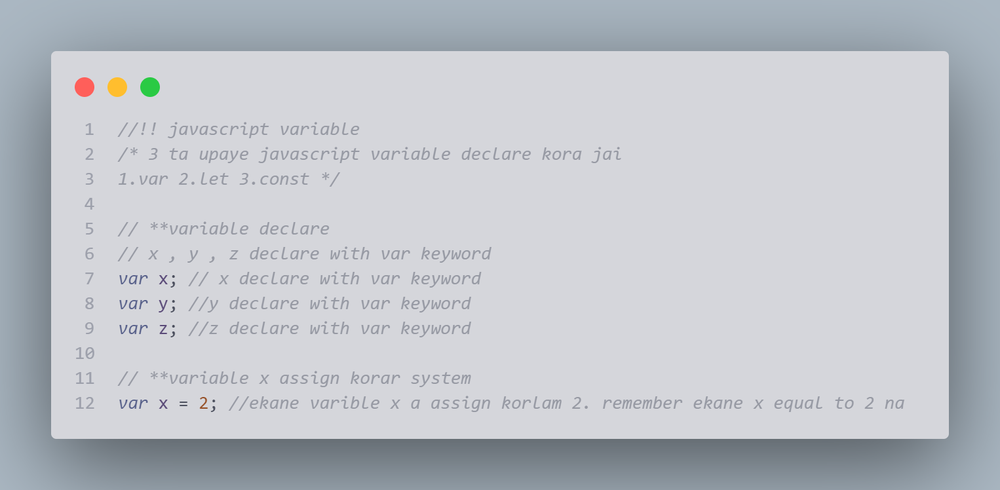 1 //!! javascript variable
2 /* 3 ta upaye javascript variable declare kora jai
3 1.var 2.let 3.const */
4
5 // **variable declare
6 // x , y , z declare with var keyword
7 var x; // x declare with var keyword
8 var y; //y declare with var keyword
9 var z; //z declare with var keyword
10
11 // **variable x assign korar system
12 var x = 2; //ekane varible x a assign korlam 2. remember ekane x equal to 2 na